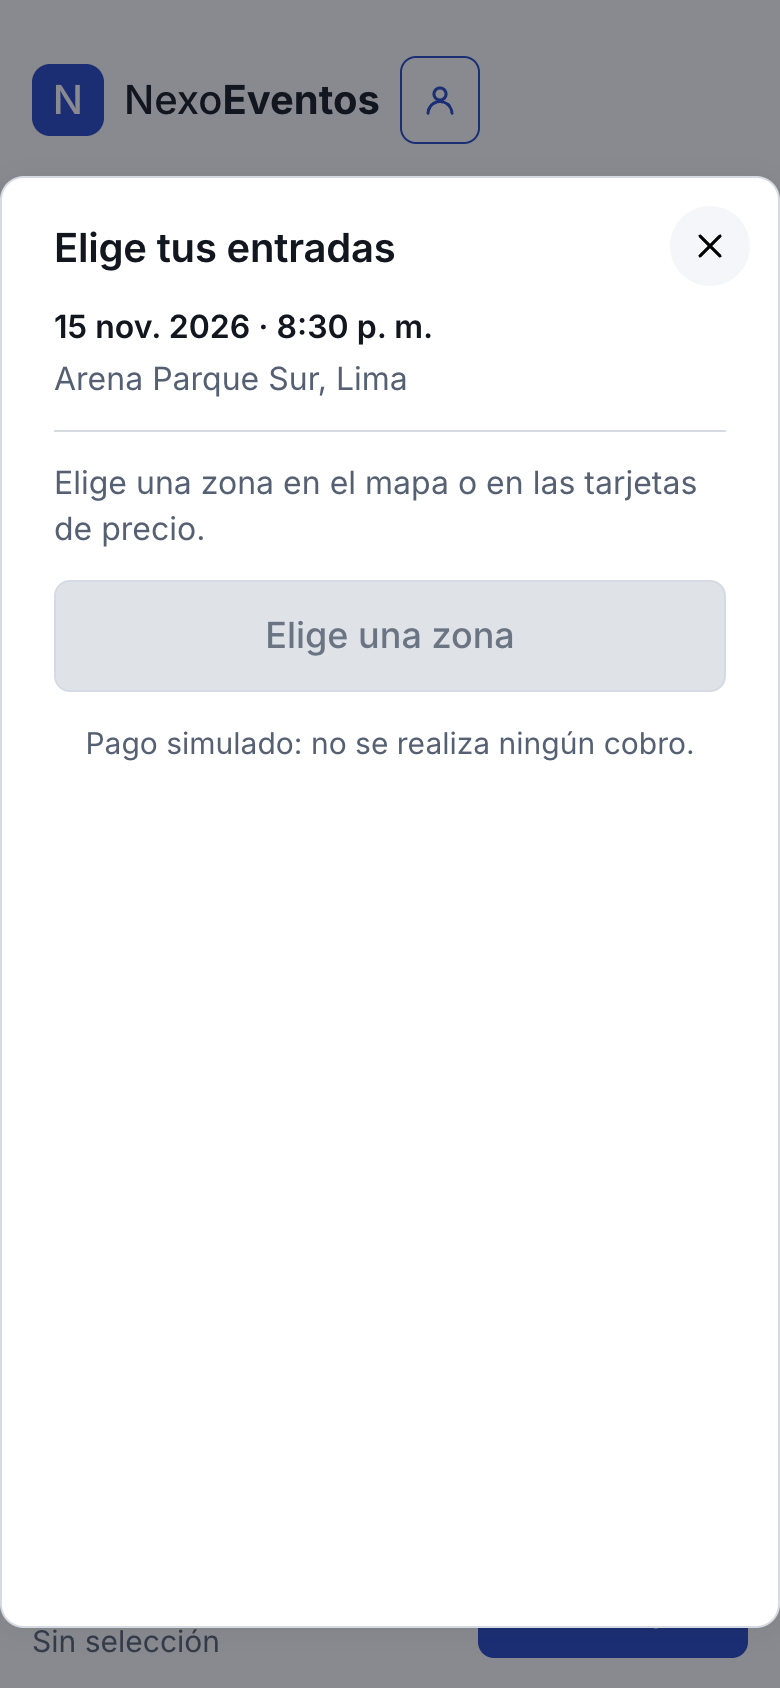 N NexoEventos
Elige tus entradas
15 nov. 2026 · 8:30 p. m.
Arena Parque Sur, Lima
Elige una zona en el mapa o en las tarjetas
de precio.
Elige una zona
Pago simulado: no se realiza ningún cobro.
Sin selección